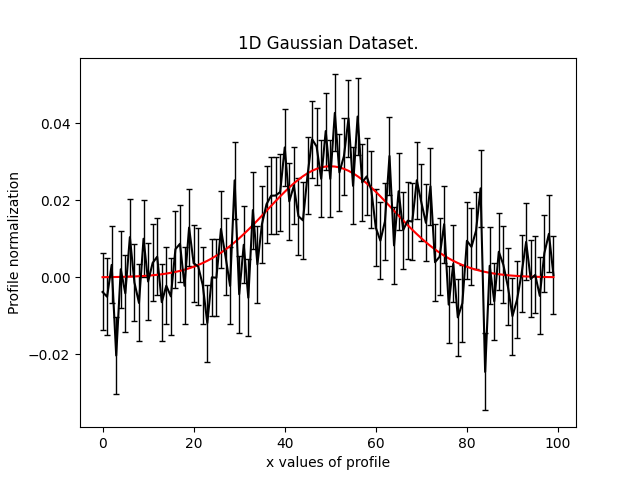 1D Gaussian Dataset.
Profile normalization
0.04
0.02
0.00
−0.02
0 20 40 60 80 100
x values of profile